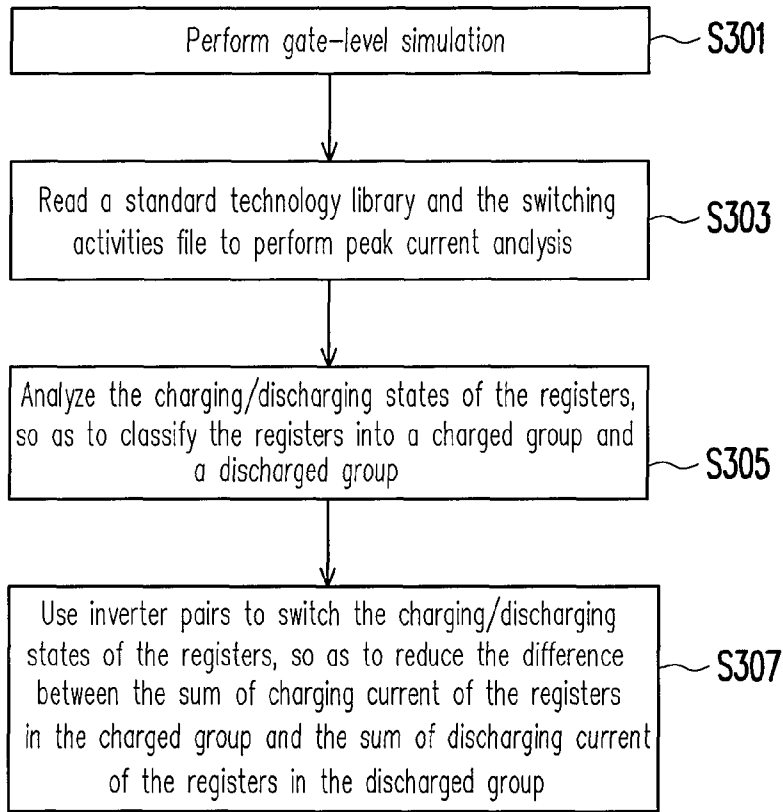 Perform gate-level simulation
S301
Read a standard technology library and the switching
activities file to perform peak current analysis
S303
Analyze the charging/discharging states of the registers,
so as to classify the registers into a charged group and
a discharged group
S305
Use inverter pairs to switch the charging/discharging
states of the registers, so as to reduce the difference
between the sum of charging current of the registers
in the charged group and the sum of discharging current
of the registers in the discharged group
S307